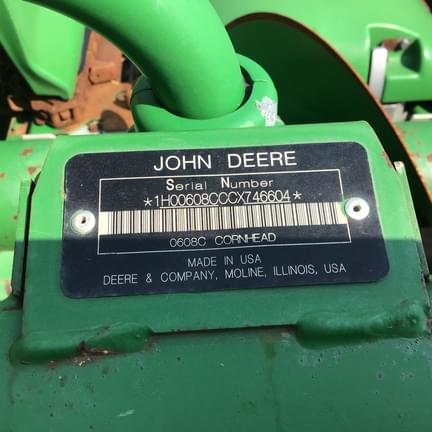 JOHN DEERE
Serial Number
*1H00608CCCX746604*
0608C CORNHEAD
MADE IN USA
DEERE & COMPANY, MOLINE, ILLINOIS, USA